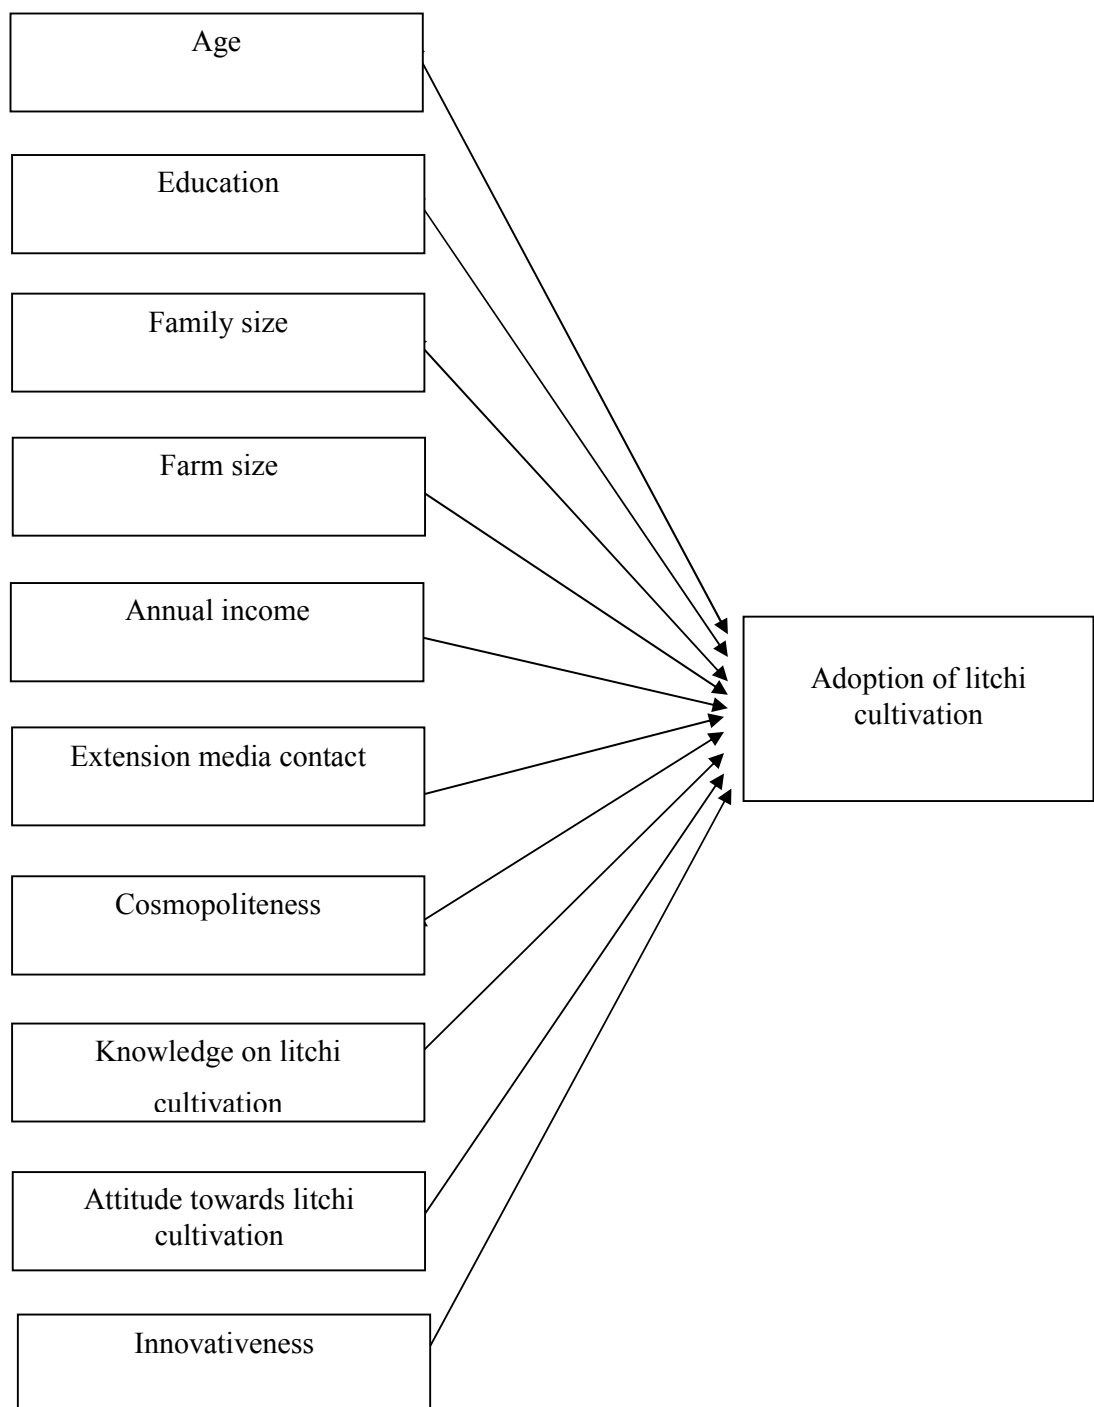 Age
Education
Family size
Farm size
Annual income
Extension media contact
Cosmopoliteness
Knowledge on litchi
cultivation
Attitude towards litchi
cultivation
Innovativeness
Adoption of litchi
cultivation